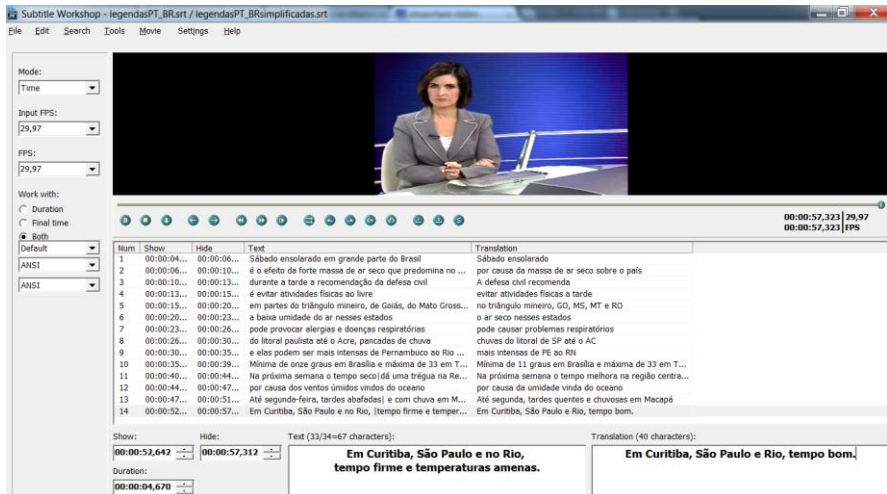 Subtitle Workshop - legendasPT_BR.srt / legendasPT_BRsimplificadas.srt
File Edit Search Tools Movie Settings Help
Mode:
Time
Input FPS:
29,97
FPS:
29,97
Work with:
Duration
Final time
Both
Default
ANSI
ANSI
00:00:57,323 29,97
00:00:57,323 FPS
Num Show Hide Text Translation
1 00:00:04... 00:00:06... Sábado ensolarado em grande parte do Brasil Sábado ensolarado
2 00:00:06... 00:00:10... é o efeito da forte massa de ar seco que predomina no ... por causa da massa de ar seco sobre o país
3 00:00:10... 00:00:13... durante a tarde a recomendação da defesa civil A defesa civil recomenda
4 00:00:13... 00:00:15... é evitar atividades físicas ao livre evitar atividades físicas a tarde
5 00:00:15... 00:00:20... em partes do triângulo mineiro, de Goiás, do Mato Gross... no triângulo mineiro, GO, MS, MT e RO
6 00:00:20... 00:00:23... a baixa umidade do ar nesses estados o ar seco nesses estados
7 00:00:23... 00:00:26... pode provocar alergias e doenças respiratórias pode causar problemas respiratórios
8 00:00:26... 00:00:30... do litoral paulista até o Acre, pancadas de chuva chuvas do litoral de SP até o AC
9 00:00:30... 00:00:35... e elas podem ser mais intensas de Pernambuco ao Rio ... mais intensas de PE ao RN
10 00:00:35... 00:00:39... Mínima de onze graus em Brasília e máxima de 33 em T... Mínima de 11 graus em Brasília e máxima de 33 em T...
11 00:00:40... 00:00:44... Na próxima semana o tempo seco|dá uma trégua na Re... Na próxima semana o tempo melhora na região centra...
12 00:00:44... 00:00:47... por causa dos ventos úmidos vindos do oceano por causa da umidade vinda do oceano
13 00:00:47... 00:00:51... Até segunda-feira, tardes abafadas| e com chuva em M... Até segunda, tardes quentes e chuvosas em Macapá
14 00:00:52... 00:00:57... Em Curitiba, São Paulo e no Rio, |tempo firme e temper... Em Curitiba, São Paulo e Rio, tempo bom.
Show: Hide: Text (33/34=67 characters): Translation (40 characters):
00:00:52,642 00:00:57,312
Em Curitiba, São Paulo e no Rio,
tempo firme e temperaturas amenas.
Em Curitiba, São Paulo e Rio, tempo bom.
Duration:
00:00:04,670